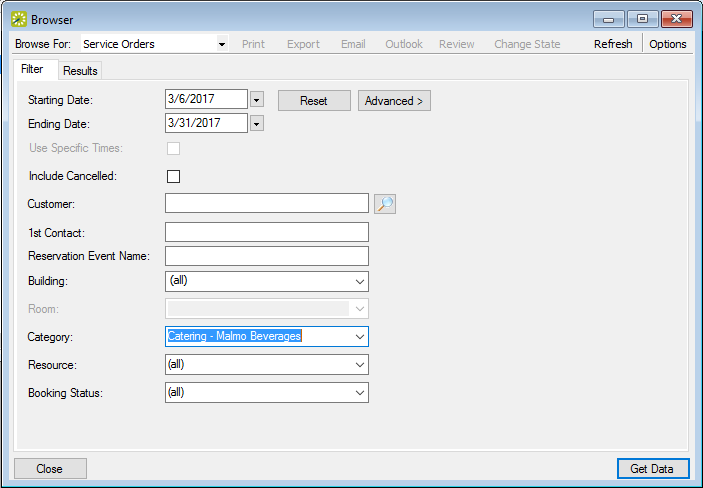 Browser
Browse For: Service Orders Print Export Email Outlook Review Change State Refresh Options
Filter Results
Starting Date: 3/6/2017 Reset Advanced >
Ending Date: 3/31/2017
Use Specific Times:
Include Cancelled:
Customer:
1st Contact:
Reservation Event Name:
Building: (all)
Room:
Category: Catering - Malmo Beverages
Resource: (all)
Booking Status: (all)
Close Get Data